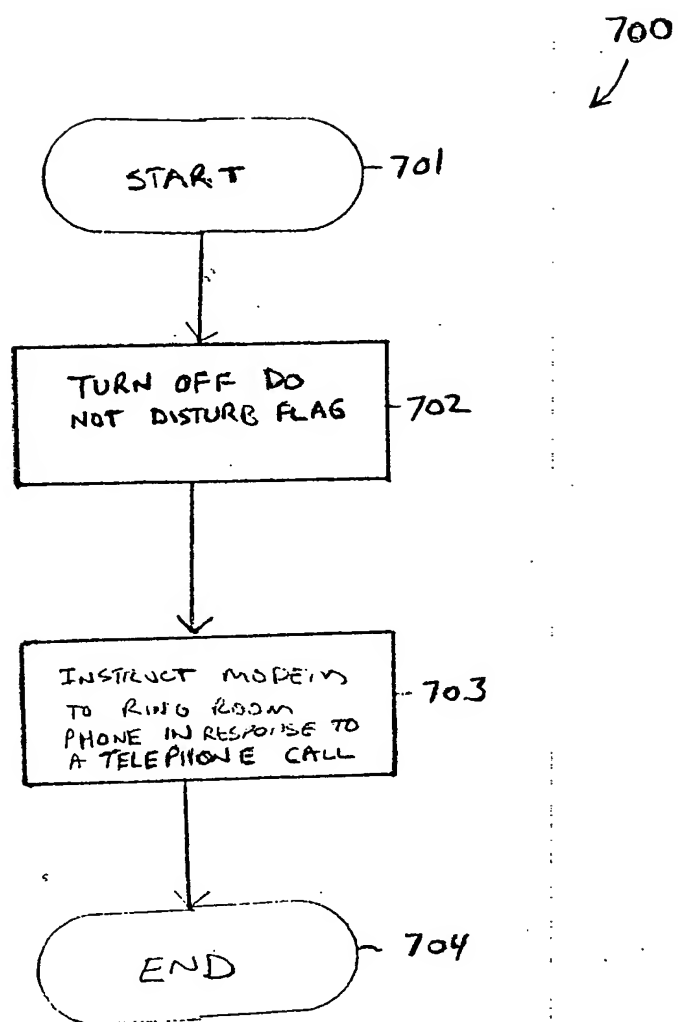 700
START
701
TURN OFF DO
NOT DISTURB FLAG
702
INSTRUCT MODEM
TO RING ROOM
PHONE IN RESPONSE TO
A TELEPHONE CALL
703
END
704